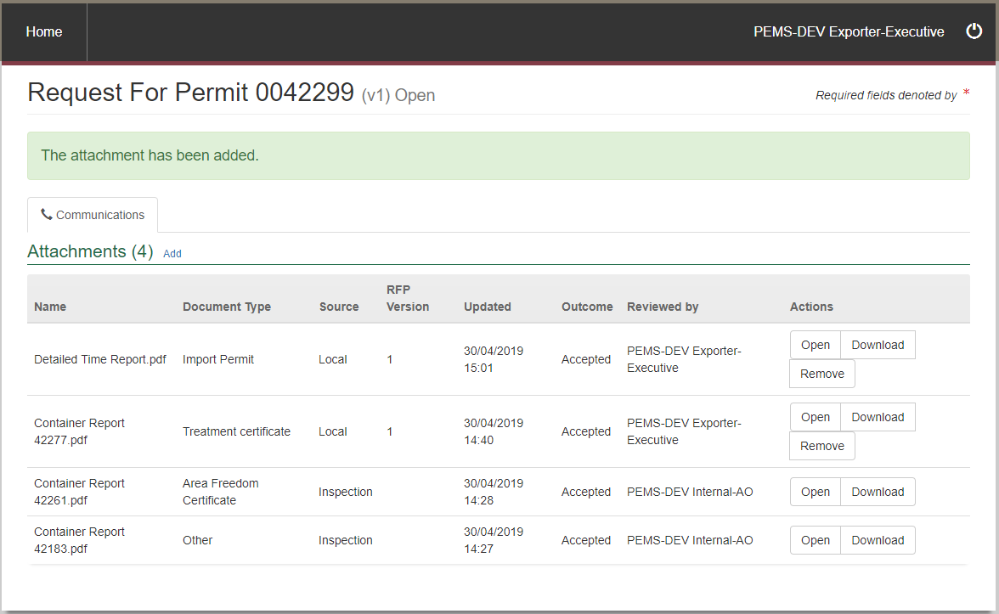 Home
PEMS-DEV Exporter-Executive
Request For Permit 0042299 (v1) Open
Required fields denoted by *
The attachment has been added.
Communications
Attachments (4) Add
Name Document Type Source RFP Version Updated Outcome Reviewed by Actions
Detailed Time Report.pdf Import Permit Local 1 30/04/2019 15:01 Accepted PEMS-DEV Exporter-Executive Open Download
Remove
Container Report 42277.pdf Treatment certificate Local 1 30/04/2019 14:40 Accepted PEMS-DEV Exporter-Executive Open Download
Remove
Container Report 42261.pdf Area Freedom Certificate Inspection 30/04/2019 14:28 Accepted PEMS-DEV Internal-AO Open Download
Container Report 42183.pdf Other Inspection 30/04/2019 14:27 Accepted PEMS-DEV Internal-AO Open Download